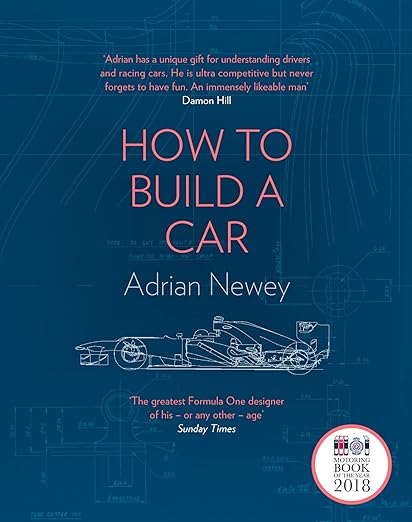 ‘Adrian has a unique gift for understanding drivers
and racing cars. He is ultra competitive but never
forgets to have fun. An immensely likeable man’
Damon Hill
HOW TO
BUILD A
CAR
Adrian Newey
‘The greatest Formula One designer
of his – or any other – age’
Sunday Times
MOTORING
BOOK
OF THE YEAR
2018